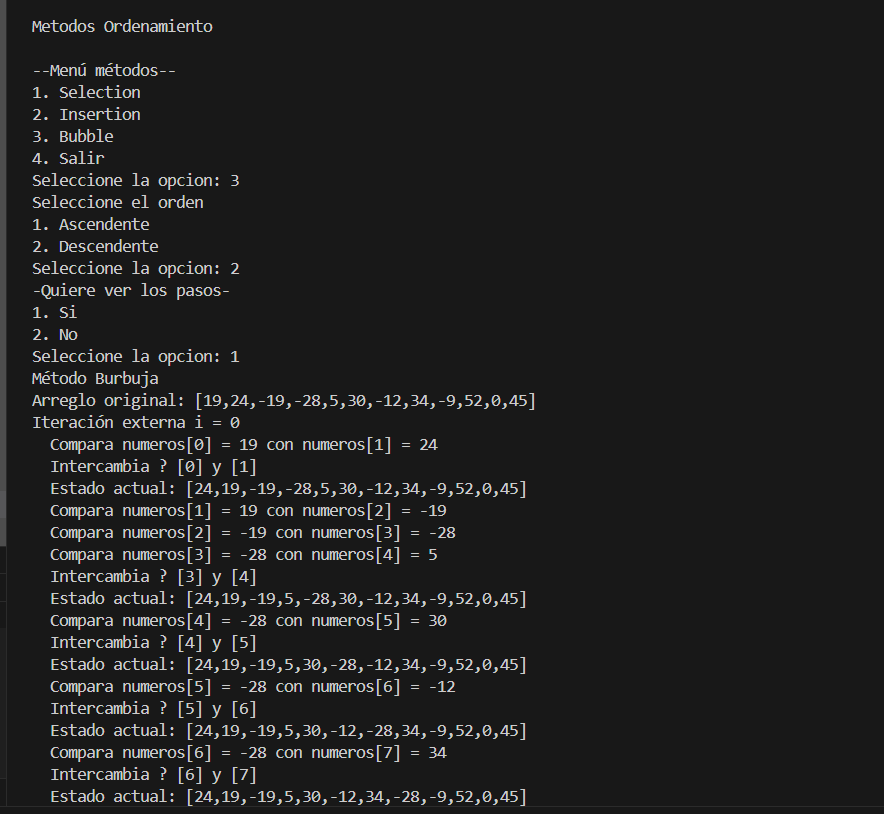 Metodos Ordenamiento
--Menú métodos--
1. Selection
2. Insertion
3. Bubble
4. Salir
Seleccione la opcion: 3
Seleccione el orden
1. Ascendente
2. Descendente
Seleccione la opcion: 2
-Quiere ver los pasos-
1. Si
2. No
Seleccione la opcion: 1
Método Burbuja
Arreglo original: [19,24,-19,-28,5,30,-12,34,-9,52,0,45]
Iteración externa i = 0
  Compara numeros[0] = 19 con numeros[1] = 24
  Intercambia ? [0] y [1]
  Estado actual: [24,19,-19,-28,5,30,-12,34,-9,52,0,45]
  Compara numeros[1] = 19 con numeros[2] = -19
  Compara numeros[2] = -19 con numeros[3] = -28
  Compara numeros[3] = -28 con numeros[4] = 5
  Intercambia ? [3] y [4]
  Estado actual: [24,19,-19,5,-28,30,-12,34,-9,52,0,45]
  Compara numeros[4] = -28 con numeros[5] = 30
  Intercambia ? [4] y [5]
  Estado actual: [24,19,-19,5,30,-28,-12,34,-9,52,0,45]
  Compara numeros[5] = -28 con numeros[6] = -12
  Intercambia ? [5] y [6]
  Estado actual: [24,19,-19,5,30,-12,-28,34,-9,52,0,45]
  Compara numeros[6] = -28 con numeros[7] = 34
  Intercambia ? [6] y [7]
  Estado actual: [24,19,-19,5,30,-12,34,-28,-9,52,0,45]